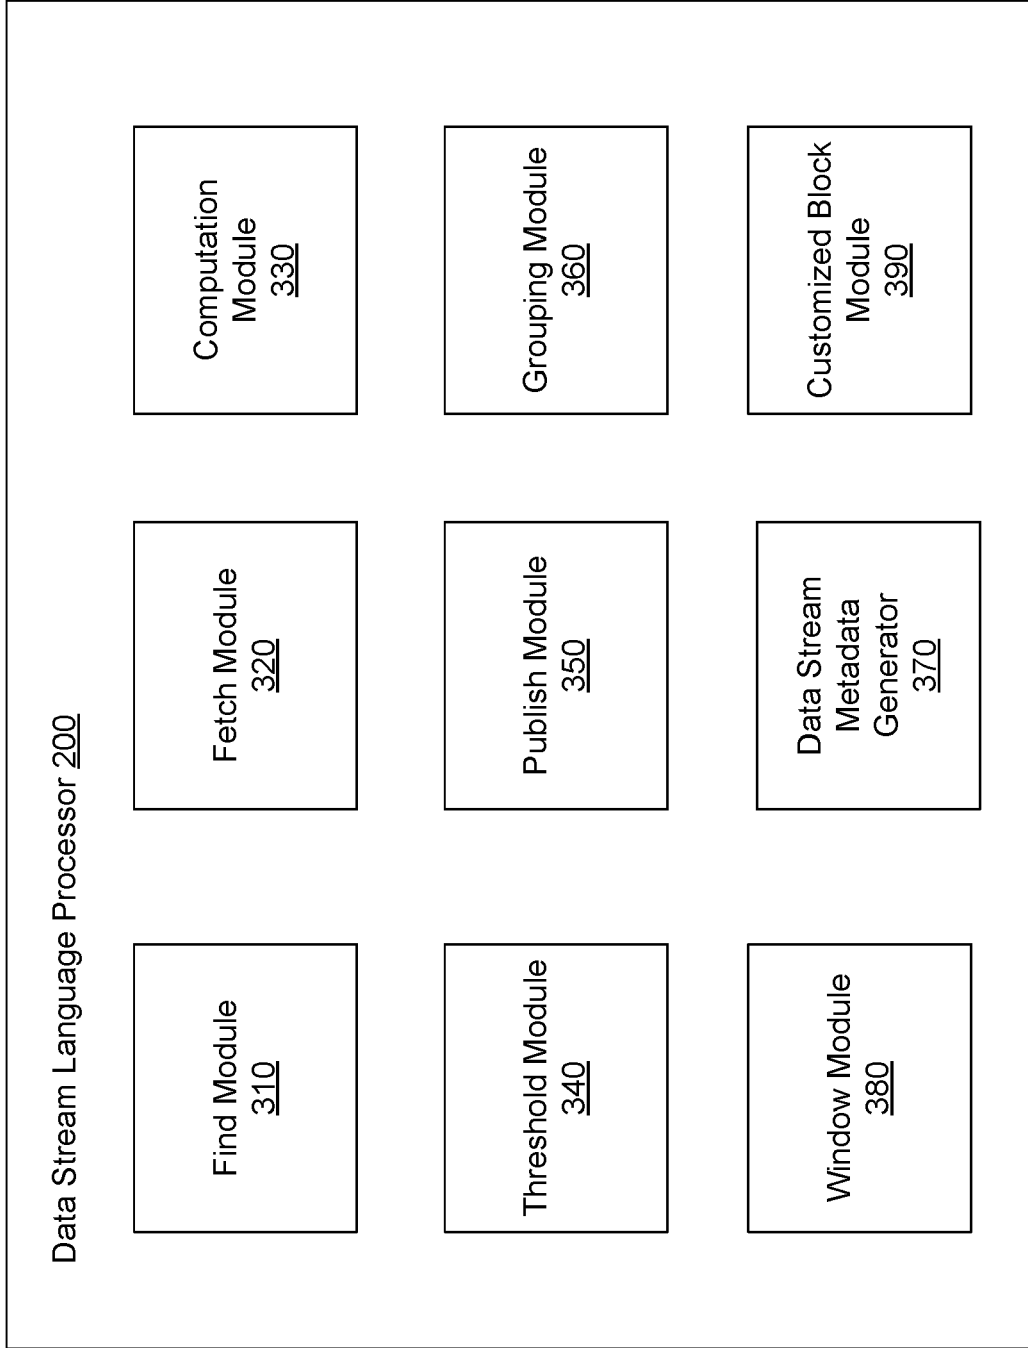 Data Stream Language Processor 200
Find Module
310
Fetch Module
320
Computation
Module
330
Threshold Module
340
Publish Module
350
Grouping Module
360
Window Module
380
Data Stream
Metadata
Generator
370
Customized Block
Module
390